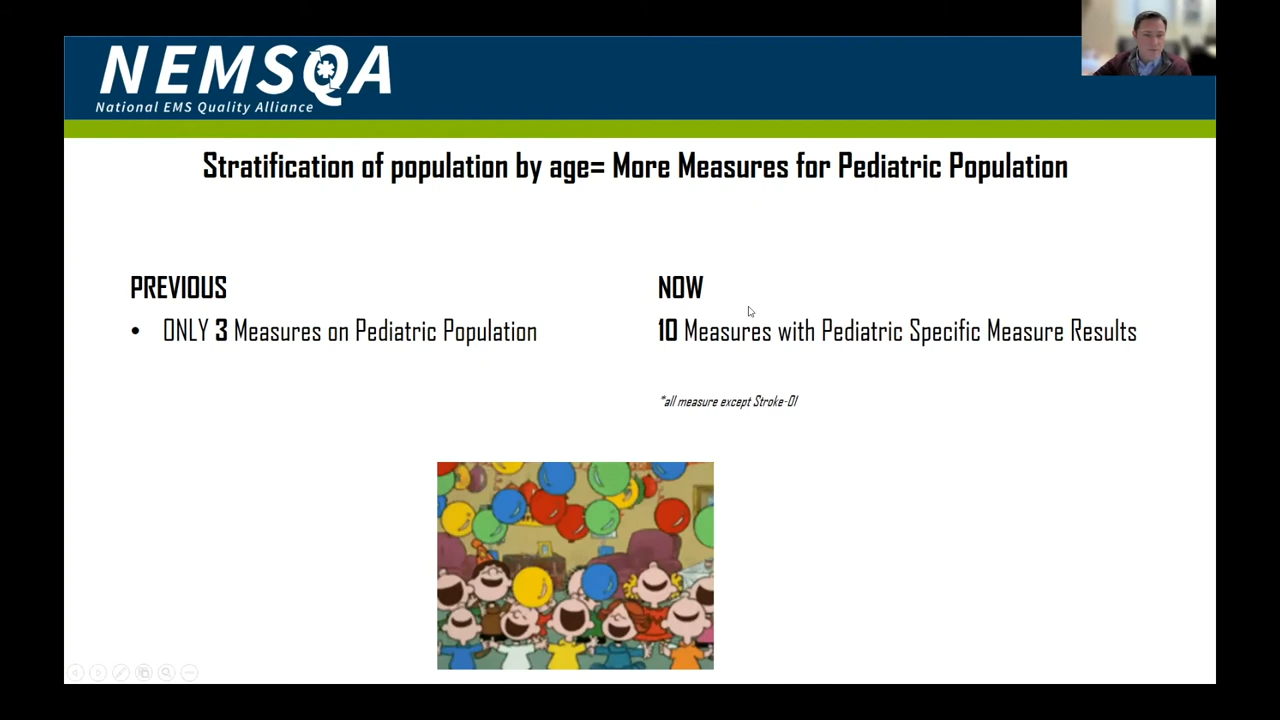 NEMSQA
National EMS Quality Alliance
Stratification of population by age= More Measures for Pediatric Population
PREVIOUS
• ONLY 3 Measures on Pediatric Population
NOW
10 Measures with Pediatric Specific Measure Results
*all measure except Stroke-01